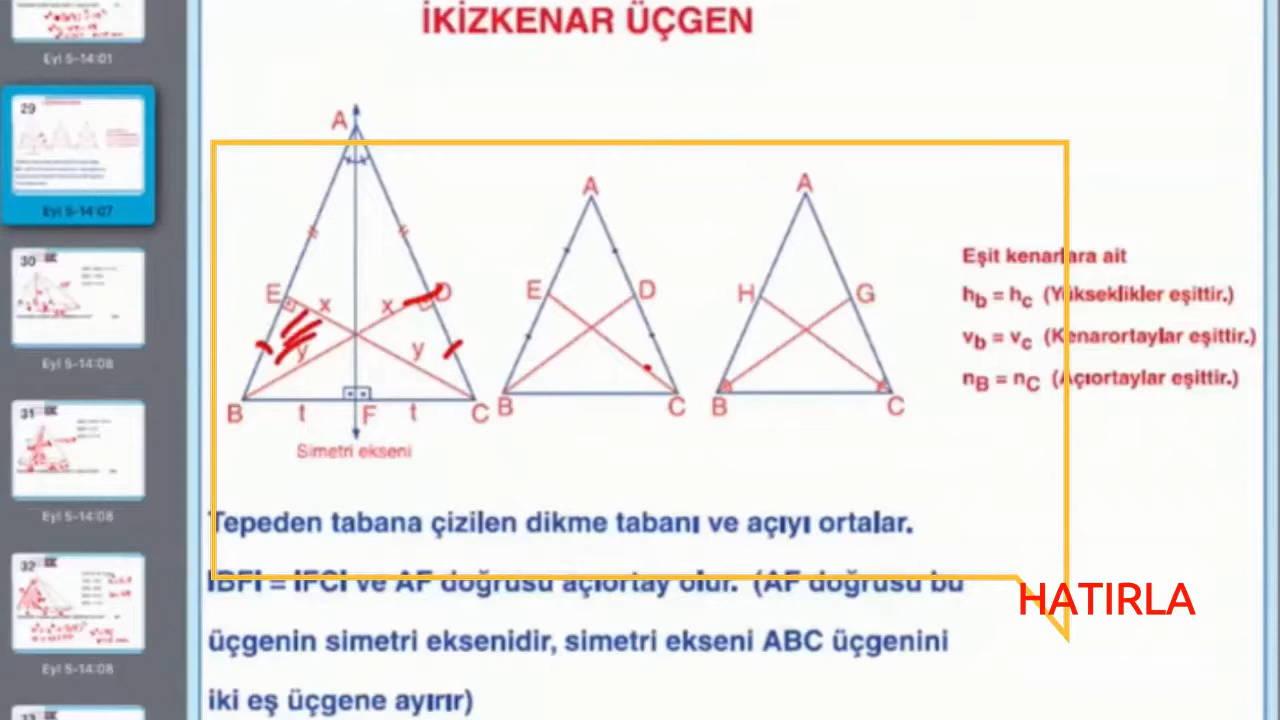 İKİZKENAR ÜÇGEN
Eyl 5-14:01
29
Eyl 5-14:07
30
Eyl 5-14:08
31
Eyl 5-14:08
32
Eyl 5-14:08
A
E
x
x
D
y
y
B
t
F
t
C
Simetri ekseni
A
E
D
B
C
A
H
G
B
C
Eşit kenarlara ait
hb = hc (Yükseklikler eşittir.)
vb = vc (Kenarortaylar eşittir.)
nB = nC (Açıortaylar eşittir.)
Tepeden tabana çizilen dikme tabanı ve açıyı ortalar.
IBFI = IFCI ve AF doğrusu açıortay olur. (AF doğrusu bu
üçgenin simetri eksenidir, simetri ekseni ABC üçgenini
iki eş üçgene ayırır)
HATIRLA